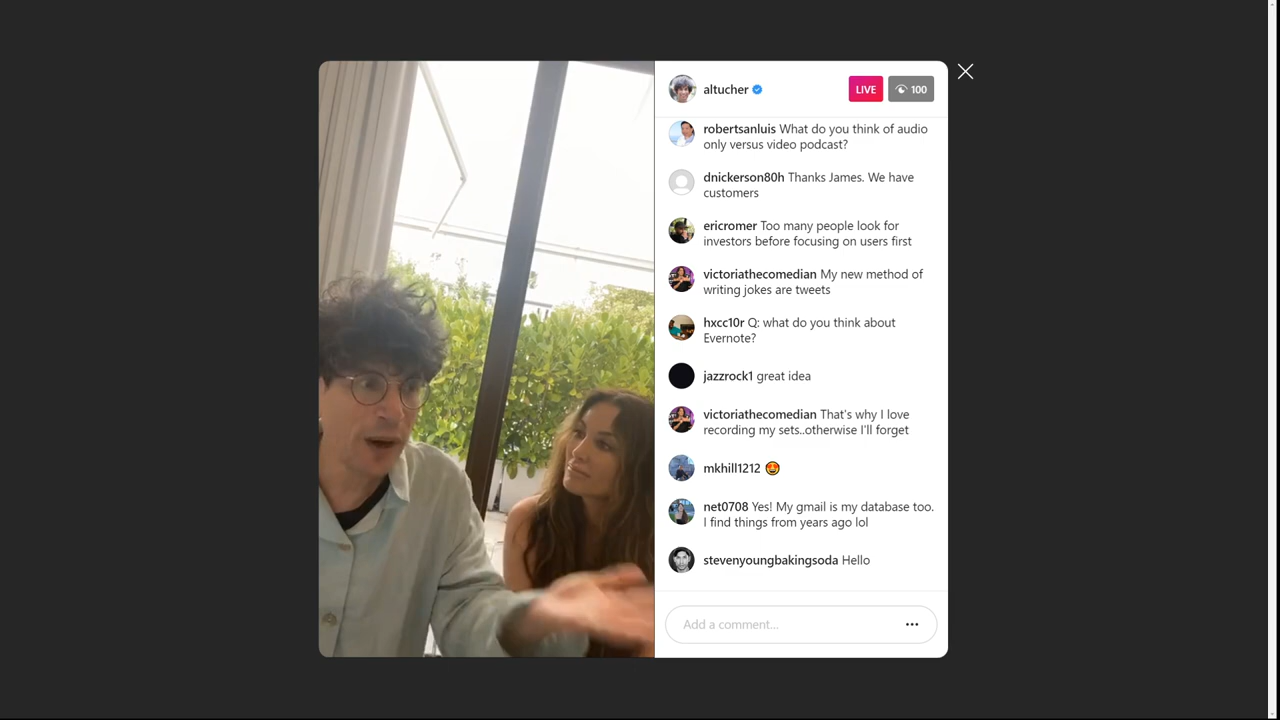 altucher
LIVE
100
robertsanluis What do you think of audio
only versus video podcast?
dnickerson80h Thanks James. We have
customers
ericromer Too many people look for
investors before focusing on users first
victoriathecomedian My new method of
writing jokes are tweets
hxcc10r Q: what do you think about
Evernote?
jazzrock1 great idea
victoriathecomedian That's why I love
recording my sets..otherwise I'll forget
mkhill1212 🤩
net0708 Yes! My gmail is my database too.
I find things from years ago lol
stevenyoungbakingsoda Hello
Add a comment...